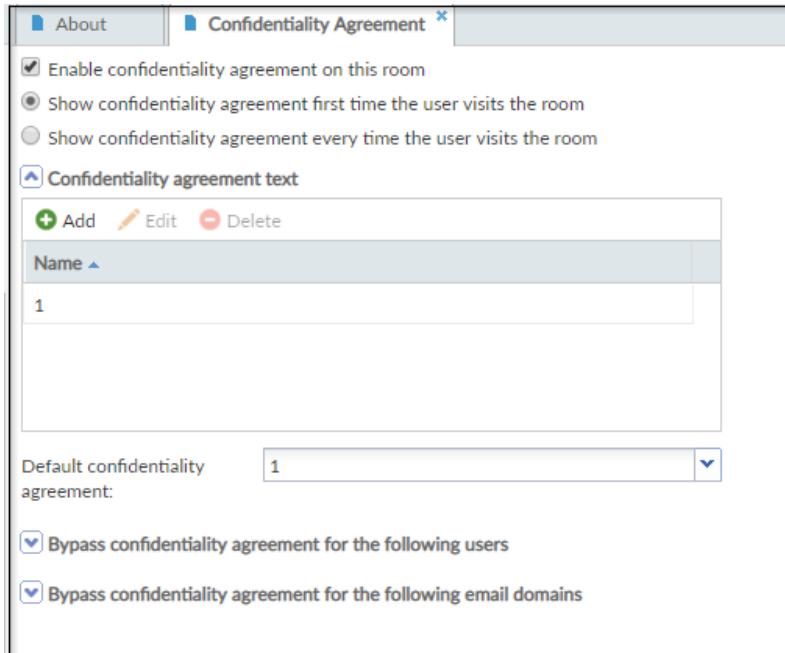 About
Confidentiality Agreement
Enable confidentiality agreement on this room
Show confidentiality agreement first time the user visits the room
Show confidentiality agreement every time the user visits the room
Confidentiality agreement text
Add Edit Delete
Name
1
Default confidentiality
agreement:
1
Bypass confidentiality agreement for the following users
Bypass confidentiality agreement for the following email domains